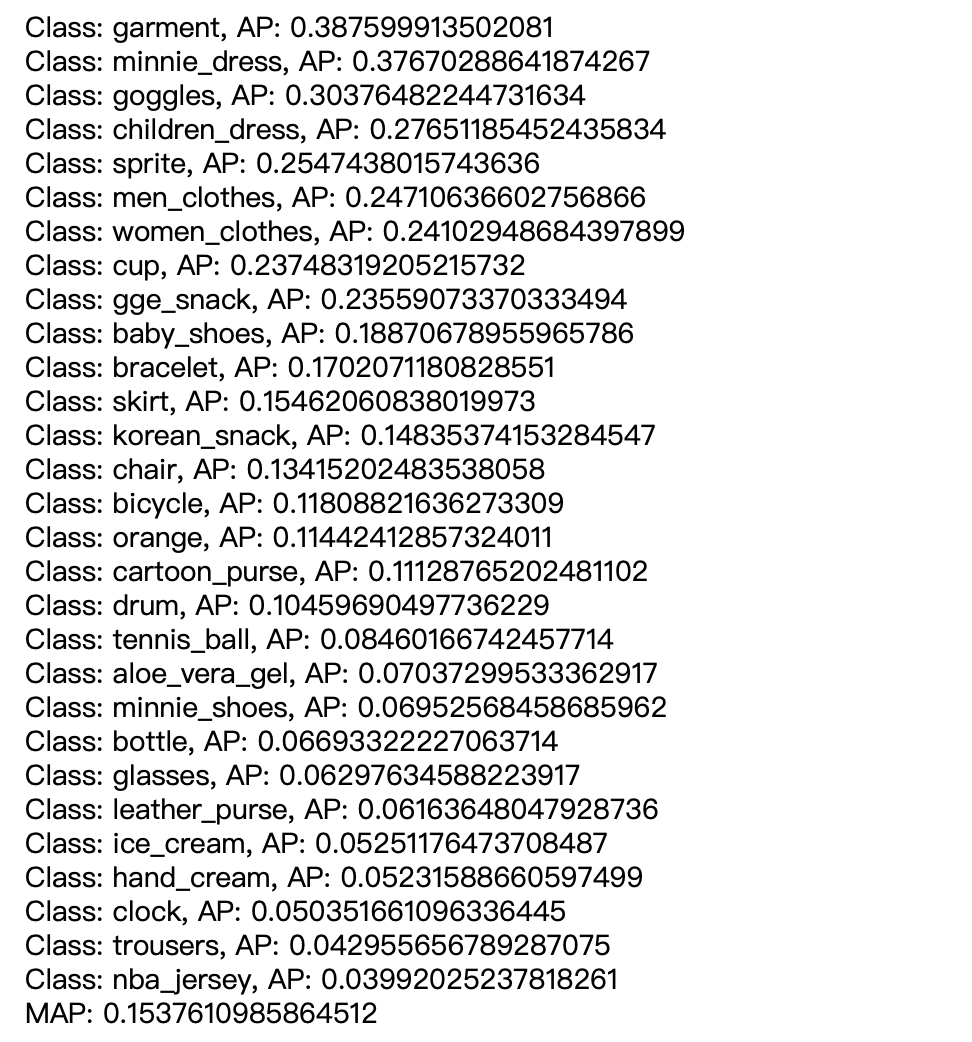 Class: garment, AP: 0.387599913502081
Class: minnie_dress, AP: 0.37670288641874267
Class: goggles, AP: 0.30376482244731634
Class: children_dress, AP: 0.27651185452435834
Class: sprite, AP: 0.2547438015743636
Class: men_clothes, AP: 0.24710636602756866
Class: women_clothes, AP: 0.24102948684397899
Class: cup, AP: 0.23748319205215732
Class: gge_snack, AP: 0.23559073370333494
Class: baby_shoes, AP: 0.18870678955965786
Class: bracelet, AP: 0.1702071180828551
Class: skirt, AP: 0.15462060838019973
Class: korean_snack, AP: 0.14835374153284547
Class: chair, AP: 0.13415202483538058
Class: bicycle, AP: 0.11808821636273309
Class: orange, AP: 0.11442412857324011
Class: cartoon_purse, AP: 0.11128765202481102
Class: drum, AP: 0.10459690497736229
Class: tennis_ball, AP: 0.08460166742457714
Class: aloe_vera_gel, AP: 0.07037299533362917
Class: minnie_shoes, AP: 0.06952568458685962
Class: bottle, AP: 0.06693322227063714
Class: glasses, AP: 0.06297634588223917
Class: leather_purse, AP: 0.06163648047928736
Class: ice_cream, AP: 0.05251176473708487
Class: hand_cream, AP: 0.05231588660597499
Class: clock, AP: 0.050351661096336445
Class: trousers, AP: 0.042955656789287075
Class: nba_jersey, AP: 0.03992025237818261
MAP: 0.1537610985864512